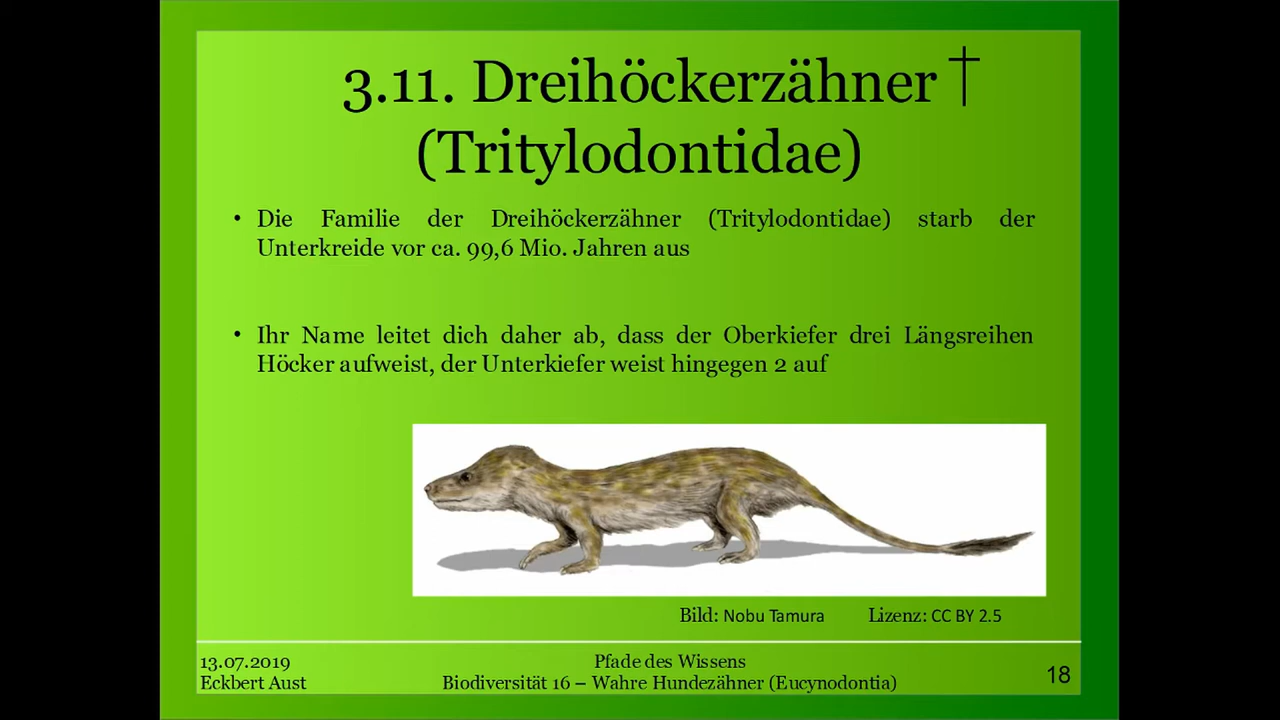 3.11. Dreihöckerzähner †
(Tritylodontidae)
• Die Familie der Dreihöckerzähner (Tritylodontidae) starb der
Unterkreide vor ca. 99,6 Mio. Jahren aus
• Ihr Name leitet dich daher ab, dass der Oberkiefer drei Längsreihen
Höcker aufweist, der Unterkiefer weist hingegen 2 auf
Bild: Nobu Tamura Lizenz: CC BY 2.5
13.07.2019
Eckbert Aust
Pfade des Wissens
Biodiversität 16 – Wahre Hundezähner (Eucynodontia)
18